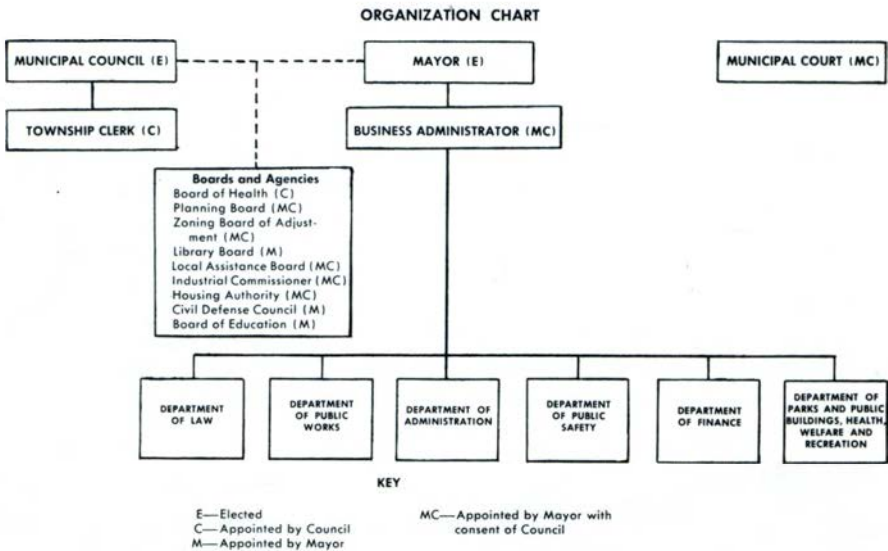 ORGANIZATION CHART
MUNICIPAL COUNCIL (E)
MAYOR (E)
MUNICIPAL COURT (MC)
TOWNSHIP CLERK (C)
BUSINESS ADMINISTRATOR (MC)
Boards and Agencies
Board of Health (C)
Planning Board (MC)
Zoning Board of Adjust-
ment (MC)
Library Board (M)
Local Assistance Board (MC)
Industrial Commissioner (MC)
Housing Authority (MC)
Civil Defense Council (M)
Board of Education (M)
DEPARTMENT
OF LAW
DEPARTMENT
OF PUBLIC
WORKS
DEPARTMENT OF
ADMINISTRATION
DEPARTMENT
OF PUBLIC
SAFETY
DEPARTMENT
OF FINANCE
DEPARTMENT OF
PARKS AND PUBLIC
BUILDINGS, HEALTH,
WELFARE AND
RECREATION
KEY
E—Elected
C—Appointed by Council
M—Appointed by Mayor
MC—Appointed by Mayor with
consent of Council